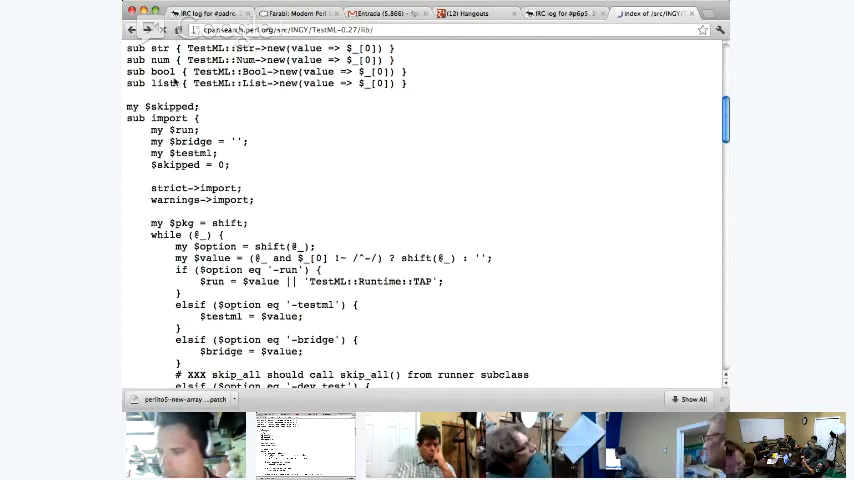 IRC log for #padre,
Farabi: Modern Perl I
Entrada (5.866) - fgl
(12) Hangouts
IRC log for #p6p5,
Index of /src/INGY/T
cpansearch.perl.org/src/INGY/TestML-0.27/lib/
sub str { TestML::Str->new(value => $_[0]) }
sub num { TestML::Num->new(value => $_[0]) }
sub bool { TestML::Bool->new(value => $_[0]) }
sub list { TestML::List->new(value => $_[0]) }
my $skipped;
sub import {
my $run;
my $bridge = '';
my $testml;
$skipped = 0;
strict->import;
warnings->import;
my $pkg = shift;
while (@_) {
my $option = shift(@_);
my $value = (@_ and $_[0] !~ /^-/) ? shift(@_) : '';
if ($option eq '-run') {
$run = $value || 'TestML::Runtime::TAP';
}
elsif ($option eq '-testml') {
$testml = $value;
}
elsif ($option eq '-bridge') {
$bridge = $value;
}
# XXX skip_all should call skip_all() from runner subclass
elsif ($option eq '-dev_test') {
perlito5-new-array....patch
Show All